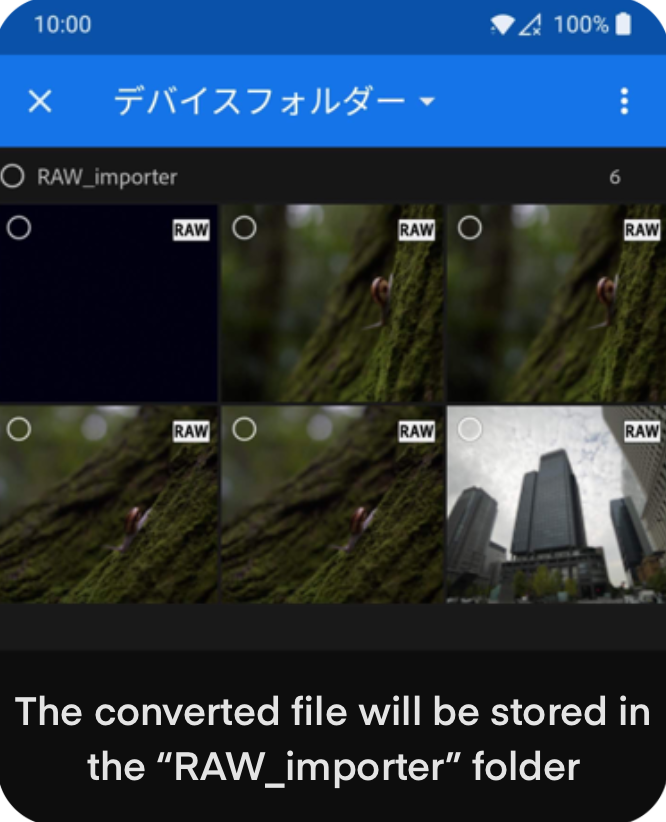 10:00 100%
デバイスフォルダー
RAW_importer 6
RAW RAW RAW
RAW RAW RAW
The converted file will be stored in
the “RAW_importer” folder